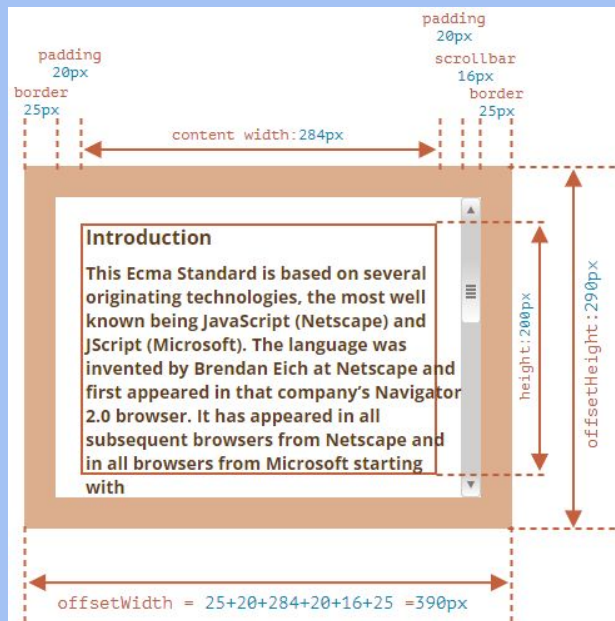 padding
20px
border
25px
content width:284px
padding
20px
scrollbar
16px
border
25px
Introduction
This Ecma Standard is based on several
originating technologies, the most well
known being JavaScript (Netscape) and
JScript (Microsoft). The language was
invented by Brendan Eich at Netscape and
first appeared in that company's Navigator
2.0 browser. It has appeared in all
subsequent browsers from Netscape and
in all browsers from Microsoft starting
with
height:200px
offsetHeight:290px
offsetWidth = 25+20+284+20+16+25 =390px